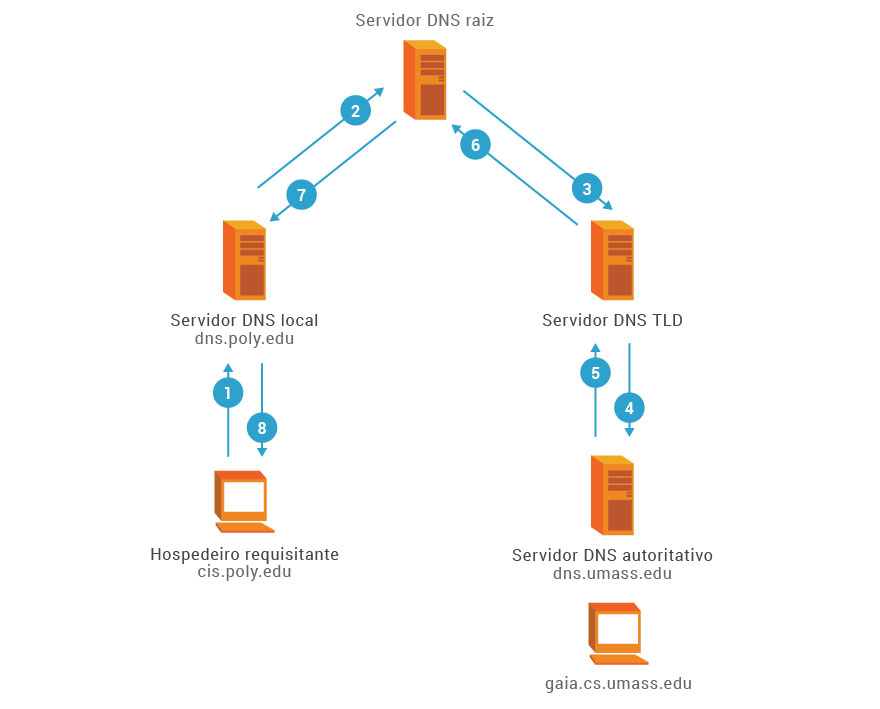 Servidor DNS raiz
2
6
7
3
Servidor DNS local
dns.poly.edu
Servidor DNS TLD
1
8
5
4
Hospedeiro requisitante
cis.poly.edu
Servidor DNS autoritativo
dns.umass.edu
gaia.cs.umass.edu